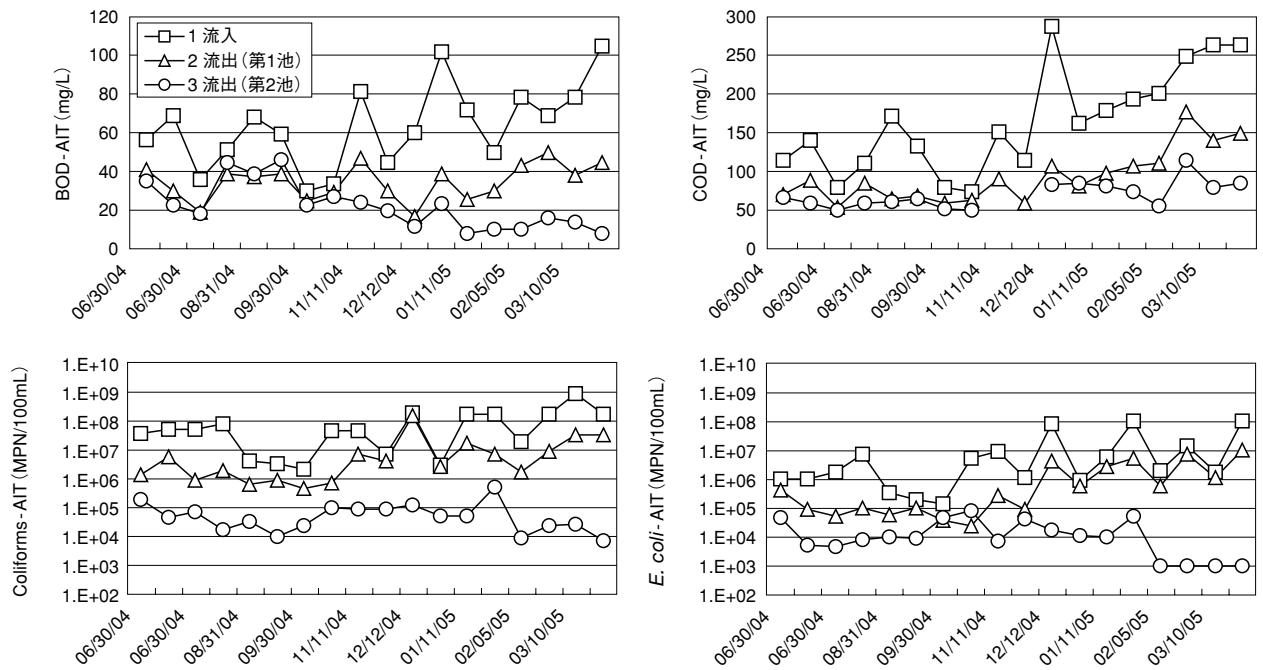 BOD-AIT (mg/L)
120
100
80
60
40
20
0
1 流入
2 流出(第1池)
3 流出(第2池)
06/30/04
06/30/04
08/31/04
09/30/04
11/11/04
12/12/04
01/11/05
02/05/05
03/10/05
COD-AIT (mg/L)
300
250
200
150
100
50
0
06/30/04
06/30/04
08/31/04
09/30/04
11/11/04
12/12/04
01/11/05
02/05/05
03/10/05
Coliforms-AIT (MPN/100mL)
1.E+10
1.E+09
1.E+08
1.E+07
1.E+06
1.E+05
1.E+04
1.E+03
1.E+02
06/30/04
06/30/04
08/31/04
09/30/04
11/11/04
12/12/04
01/11/05
02/05/05
03/10/05
E. coli-AIT (MPN/100mL)
1.E+10
1.E+09
1.E+08
1.E+07
1.E+06
1.E+05
1.E+04
1.E+03
1.E+02
06/30/04
06/30/04
08/31/04
09/30/04
11/11/04
12/12/04
01/11/05
02/05/05
03/10/05